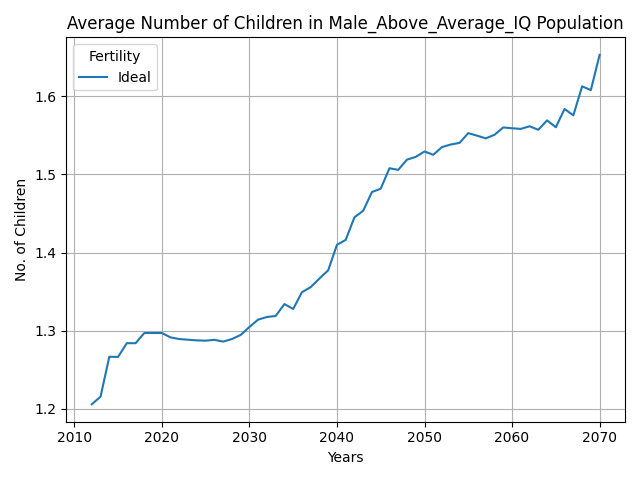 Average Number of Children in Male_Above_Average_IQ Population
Fertility
Ideal
No. of Children
1.6
1.5
1.4
1.3
1.2
2010 2020 2030 2040 2050 2060 2070
Years